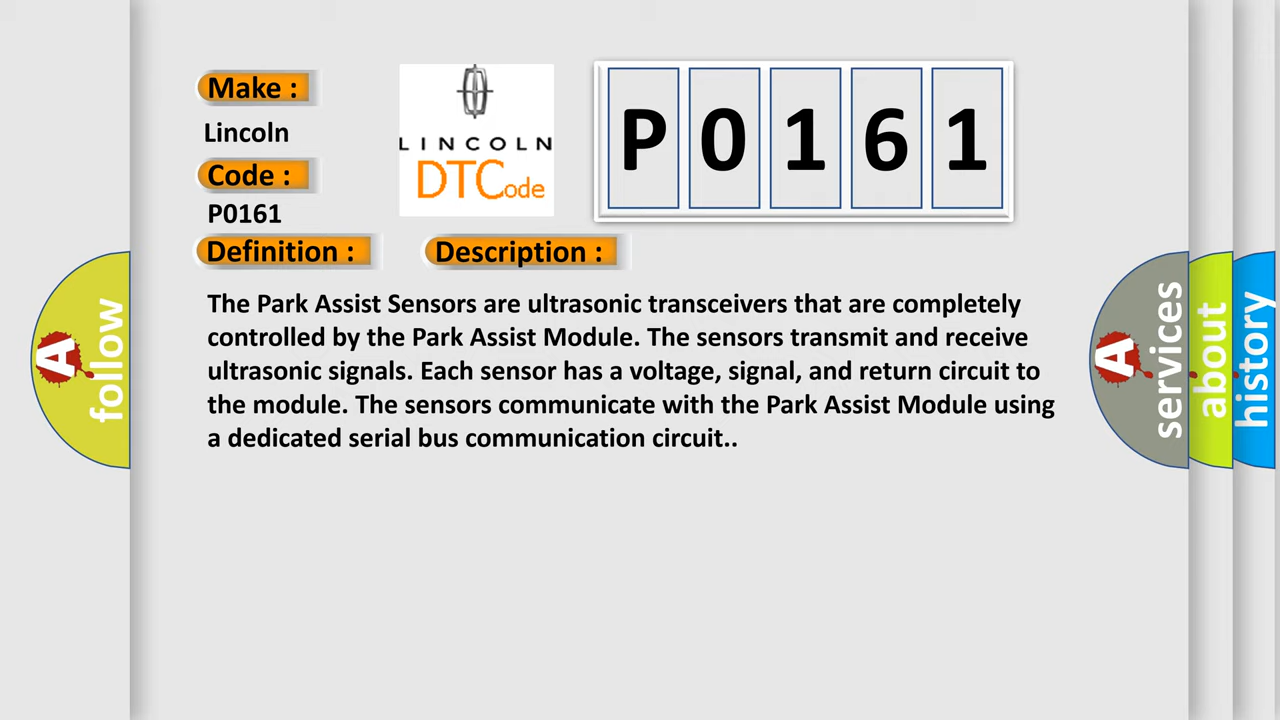 Make :
Lincoln
Code :
P0161
LINCOLN
DTCode
P0161
Definition :
Description :
The Park Assist Sensors are ultrasonic transceivers that are completely
controlled by the Park Assist Module. The sensors transmit and receive
ultrasonic signals. Each sensor has a voltage, signal, and return circuit to
the module. The sensors communicate with the Park Assist Module using
a dedicated serial bus communication circuit..
A
follow
A
services
about
history